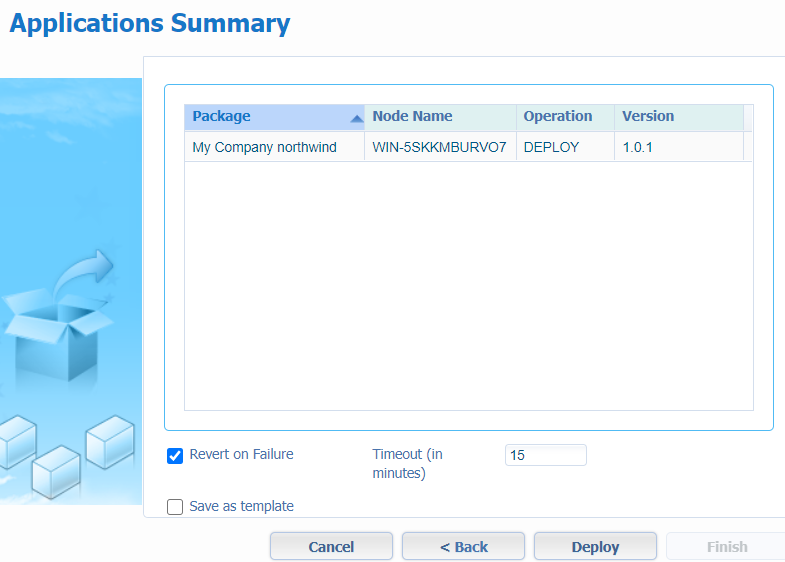 Applications Summary
Package Node Name Operation Version
My Company northwind WIN-5SKKMBURVO7 DEPLOY 1.0.1
Revert on Failure Timeout (in 15
minutes)
Save as template
Cancel < Back Deploy Finish